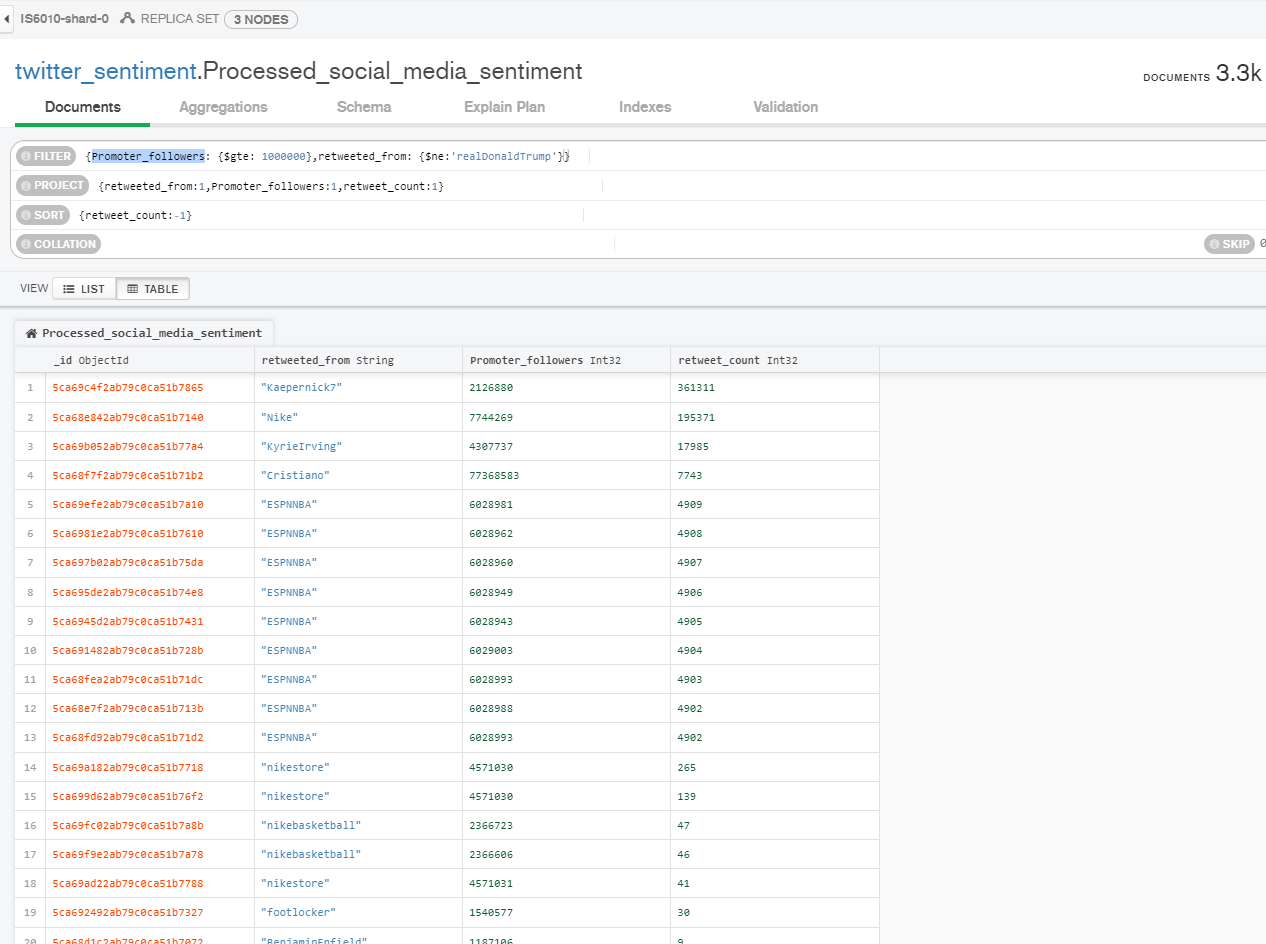 IS6010-shard-0 REPLICA SET 3 NODES
twitter_sentiment.Processed_social_media_sentiment
DOCUMENTS 3.3k
Documents Aggregations Schema Explain Plan Indexes Validation
FILTER {Promoter_followers: {$gte: 1000000},retweeted_from: {$ne:'realDonaldTrump'}}
PROJECT {retweeted_from:1,Promoter_followers:1,retweet_count:1}
SORT {retweet_count:-1}
COLLATION SKIP 0
VIEW LIST TABLE
Processed_social_media_sentiment
_id ObjectId retweeted_from String Promoter_followers Int32 retweet_count Int32
1 5ca69c4f2ab79c0ca51b7865 "Kaepernick7" 2126880 361311
2 5ca68e842ab79c0ca51b7140 "Nike" 7744269 195371
3 5ca69b052ab79c0ca51b77a4 "KyrieIrving" 4307737 17985
4 5ca68f7f2ab79c0ca51b71b2 "Cristiano" 77368583 7743
5 5ca69efe2ab79c0ca51b7a10 "ESPNNBA" 6028981 4909
6 5ca6981e2ab79c0ca51b7610 "ESPNNBA" 6028962 4908
7 5ca697b02ab79c0ca51b75da "ESPNNBA" 6028960 4907
8 5ca695de2ab79c0ca51b74e8 "ESPNNBA" 6028949 4906
9 5ca6945d2ab79c0ca51b7431 "ESPNNBA" 6028943 4905
10 5ca691482ab79c0ca51b728b "ESPNNBA" 6029003 4904
11 5ca68fea2ab79c0ca51b71dc "ESPNNBA" 6028993 4903
12 5ca68e7f2ab79c0ca51b713b "ESPNNBA" 6028988 4902
13 5ca68fd92ab79c0ca51b71d2 "ESPNNBA" 6028993 4902
14 5ca69a182ab79c0ca51b7718 "nikestore" 4571030 265
15 5ca699d62ab79c0ca51b76f2 "nikestore" 4571030 139
16 5ca69fc02ab79c0ca51b7a8b "nikebasketball" 2366723 47
17 5ca69f9e2ab79c0ca51b7a78 "nikebasketball" 2366606 46
18 5ca69ad22ab79c0ca51b7788 "nikestore" 4571031 41
19 5ca692492ab79c0ca51b7327 "footlocker" 1540577 30
20 5ca68d1c2ab79c0ca51b7072 "BenjaminEnfield" 1187106 9